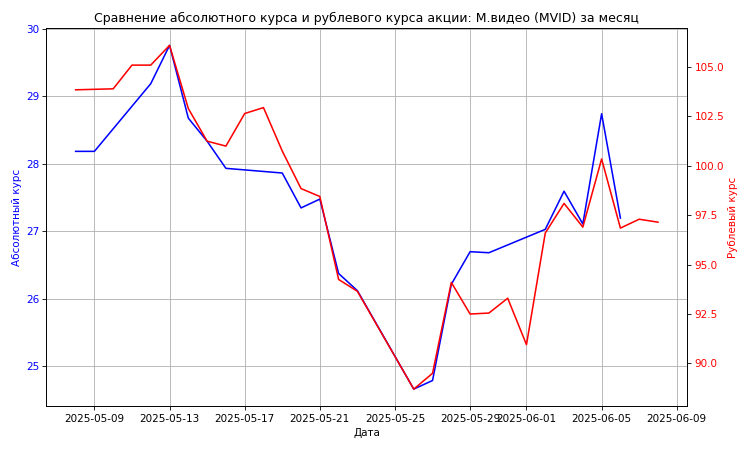 Сравнение абсолютного курса и рублевого курса акции: М.видео (MVID) за месяц
30
29
28
27
26
25
Абсолютный курс
105.0
102.5
100.0
97.5
95.0
92.5
90.0
Рублевый курс
2025-05-09 2025-05-13 2025-05-17 2025-05-21 2025-05-25 2025-05-29 2025-06-01 2025-06-05 2025-06-09
Дата